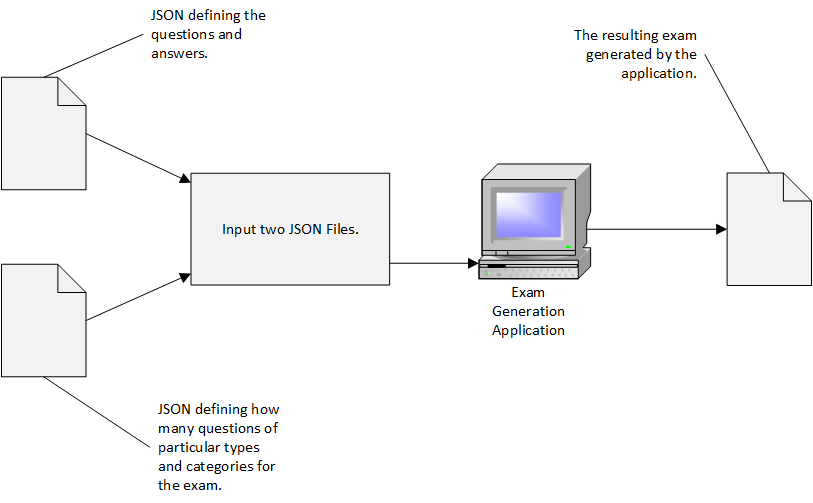 JSON defining the
questions and
answers.
The resulting exam
generated by the
application.
Input two JSON Files.
Exam
Generation
Application
JSON defining how
many questions of
particular types
and categories for
the exam.